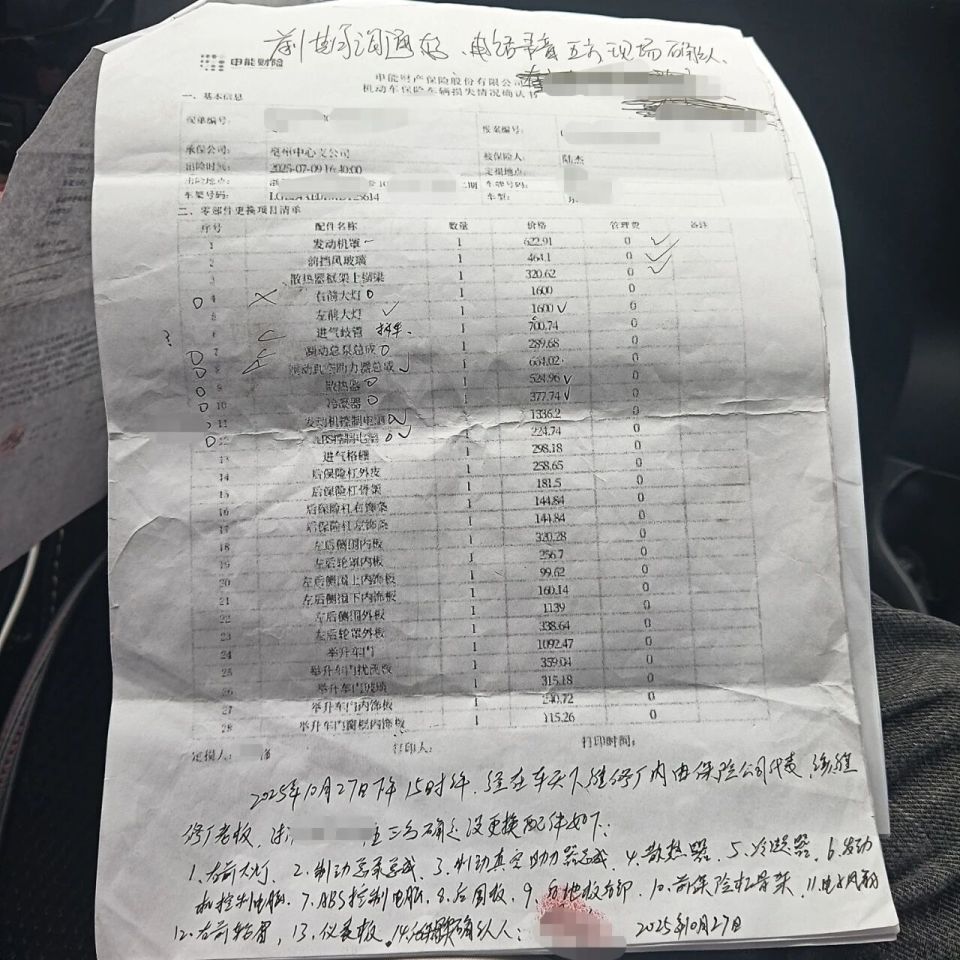 申能财险
申能财产保险股份有限公司
机动车保险车辆损失情况确认书
一、基本信息
保单编号: 报案编号:
承保公司: 亳州中心支公司 被保险人: 陆杰
出险时间: 2025-07-09 16:40:00 定损地点:
出险地点: 车牌号码:
车架号码: 车型:
二、零部件更换项目清单
序号 配件名称 数量 价格 管理费 备注
1 发动机罩 1 622.91 0
2 前挡风玻璃 1 464.1 0
3 散热器框架上横梁 1 320.62 0
4 右前大灯 1 1600 0
5 左前大灯 1 1600 0
6 进气歧管 1 700.74 0
7 制动总泵总成 1 289.68 0
8 制动真空助力器总成 1 664.02 0
9 散热器 1 524.96 0
10 冷凝器 1 377.74 0
11 发动机控制电脑 1 1336.2 0
12 ABS控制电脑 1 224.74 0
13 进气格栅 1 298.18 0
14 后保险杠外皮 1 258.65 0
15 后保险杠骨架 1 181.5 0
16 后保险杠右饰条 1 144.84 0
17 后保险杠左饰条 1 144.84 0
18 左后侧围内板 1 320.28 0
19 左后轮罩内板 1 256.7 0
20 左后侧围上内饰板 1 99.62 0
21 左后侧围下内饰板 1 160.14 0
22 左后侧围外板 1 1139 0
23 左后轮罩外板 1 338.64 0
24 举升车门 1 1092.47 0
25 举升车门扰流板 1 359.04 0
26 举升车门玻璃 1 315.18 0
27 举升车门内饰板 1 240.72 0
28 举升车门窗框内饰板 1 115.26 0
定损人: 打印人: 打印时间:
2025年10月27日下午15时许，经在车天下维修厂内由保险公司代表，维
修厂老板， 三方确定没更换配件如下：
1.右前大灯、2.制动总泵总成、3.制动真空助力器总成、4.散热器、5.冷凝器、6.发动
机控制电脑、7.ABS控制电脑、8.后围板、9. 地板 10.前保险杠骨架、11.电子风扇
12.右前轮眉、13.仪表板、14. 确认人：
2025年10月27日